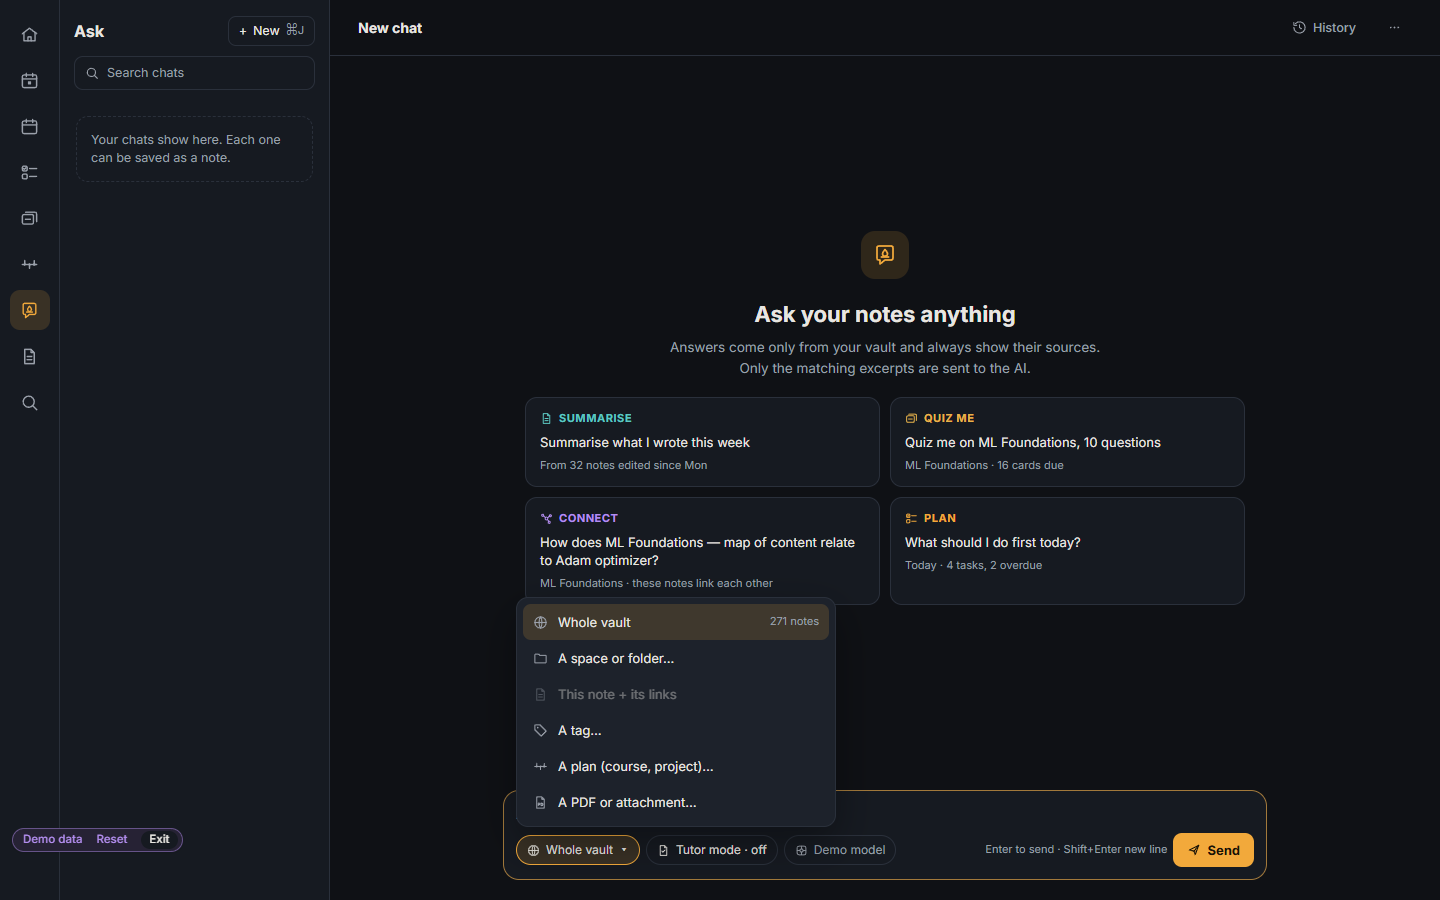 Ask
+ New ⌘J
Search chats
Your chats show here. Each one
can be saved as a note.
Demo data Reset Exit
New chat
History
Ask your notes anything
Answers come only from your vault and always show their sources.
Only the matching excerpts are sent to the AI.
SUMMARISE
Summarise what I wrote this week
From 32 notes edited since Mon
QUIZ ME
Quiz me on ML Foundations, 10 questions
ML Foundations · 16 cards due
CONNECT
How does ML Foundations — map of content relate
to Adam optimizer?
ML Foundations · these notes link each other
PLAN
What should I do first today?
Today · 4 tasks, 2 overdue
Whole vault 271 notes
A space or folder...
This note + its links
A tag...
A plan (course, project)...
A PDF or attachment...
Whole vault
Tutor mode · off
Demo model
Enter to send · Shift+Enter new line
Send